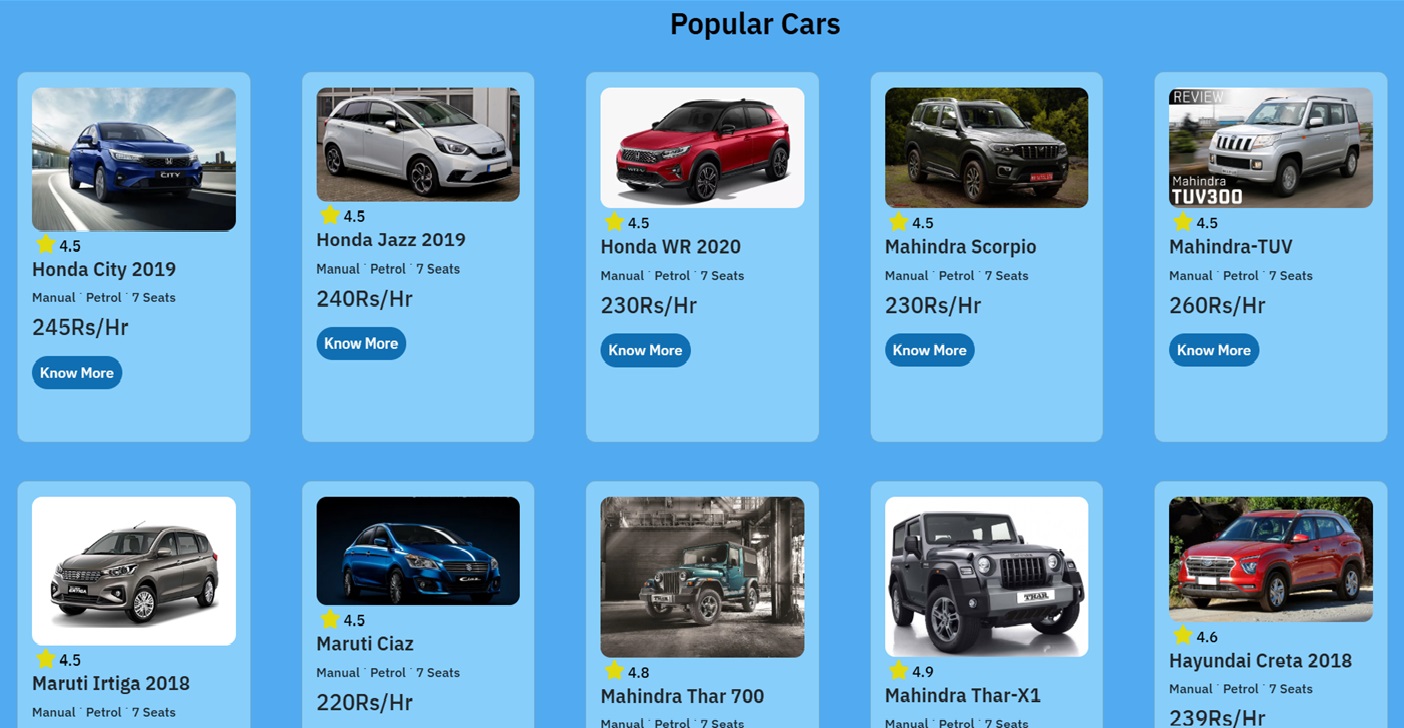 Popular Cars
CITY
4.5
Honda City 2019
Manual ˙ Petrol ˙ 7 Seats
245Rs/Hr
Know More
4.5
Honda Jazz 2019
Manual ˙ Petrol ˙ 7 Seats
240Rs/Hr
Know More
4.5
Honda WR 2020
Manual ˙ Petrol ˙ 7 Seats
230Rs/Hr
Know More
4.5
Mahindra Scorpio
Manual ˙ Petrol ˙ 7 Seats
230Rs/Hr
Know More
REVIEW
Mahindra
TUV300
4.5
Mahindra-TUV
Manual ˙ Petrol ˙ 7 Seats
260Rs/Hr
Know More
ERTIGA
4.5
Maruti Irtiga 2018
Manual ˙ Petrol ˙ 7 Seats
Ciaz
4.5
Maruti Ciaz
Manual ˙ Petrol ˙ 7 Seats
220Rs/Hr
THAR
4.8
Mahindra Thar 700
Manual ˙ Petrol ˙ 7 Seats
THAR
4.9
Mahindra Thar-X1
Manual ˙ Petrol ˙ 7 Seats
4.6
Hayundai Creta 2018
Manual ˙ Petrol ˙ 7 Seats
239Rs/Hr